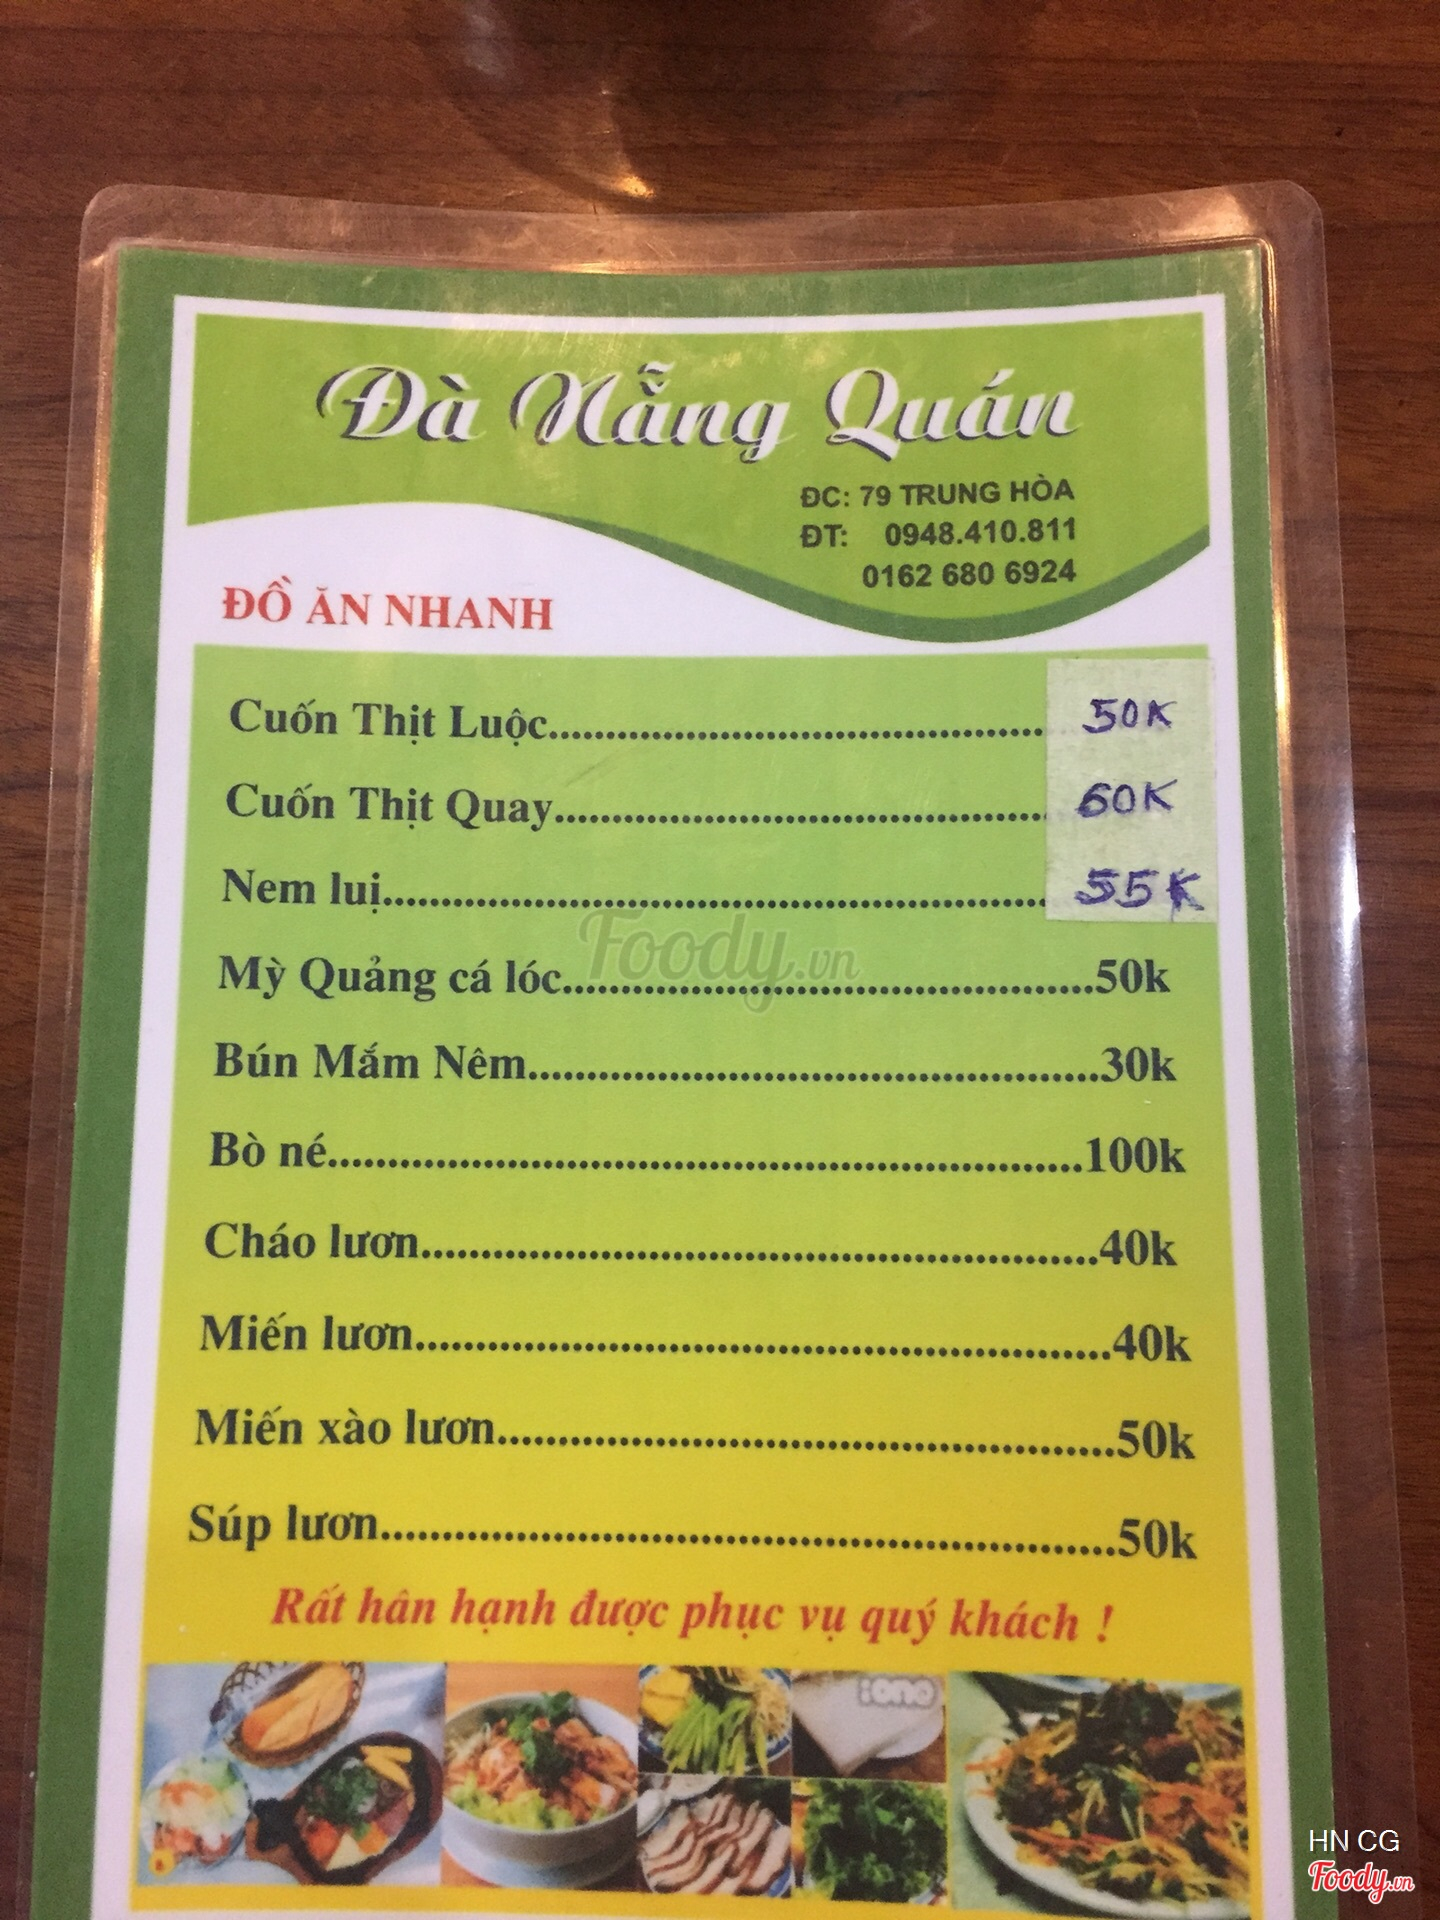 Đà Nẵng Quán
ĐC: 79 TRUNG HÒA
ĐT: 0948.410.811
0162 680 6924
ĐỒ ĂN NHANH
Cuốn Thịt Luộc.......................................... 50K
Cuốn Thịt Quay.......................................... 60K
Nem lụi.......................................................... 55K
Mỳ Quảng cá lóc.............................................50k
Bún Mắm Nêm.................................................30k
Bò né................................................................100k
Cháo lươn..........................................................40k
Miến lươn...........................................................40k
Miến xào lươn....................................................50k
Súp lươn..............................................................50k
Rất hân hạnh được phục vụ quý khách !
Foody.vn
iOne
HN CG
Foody.vn